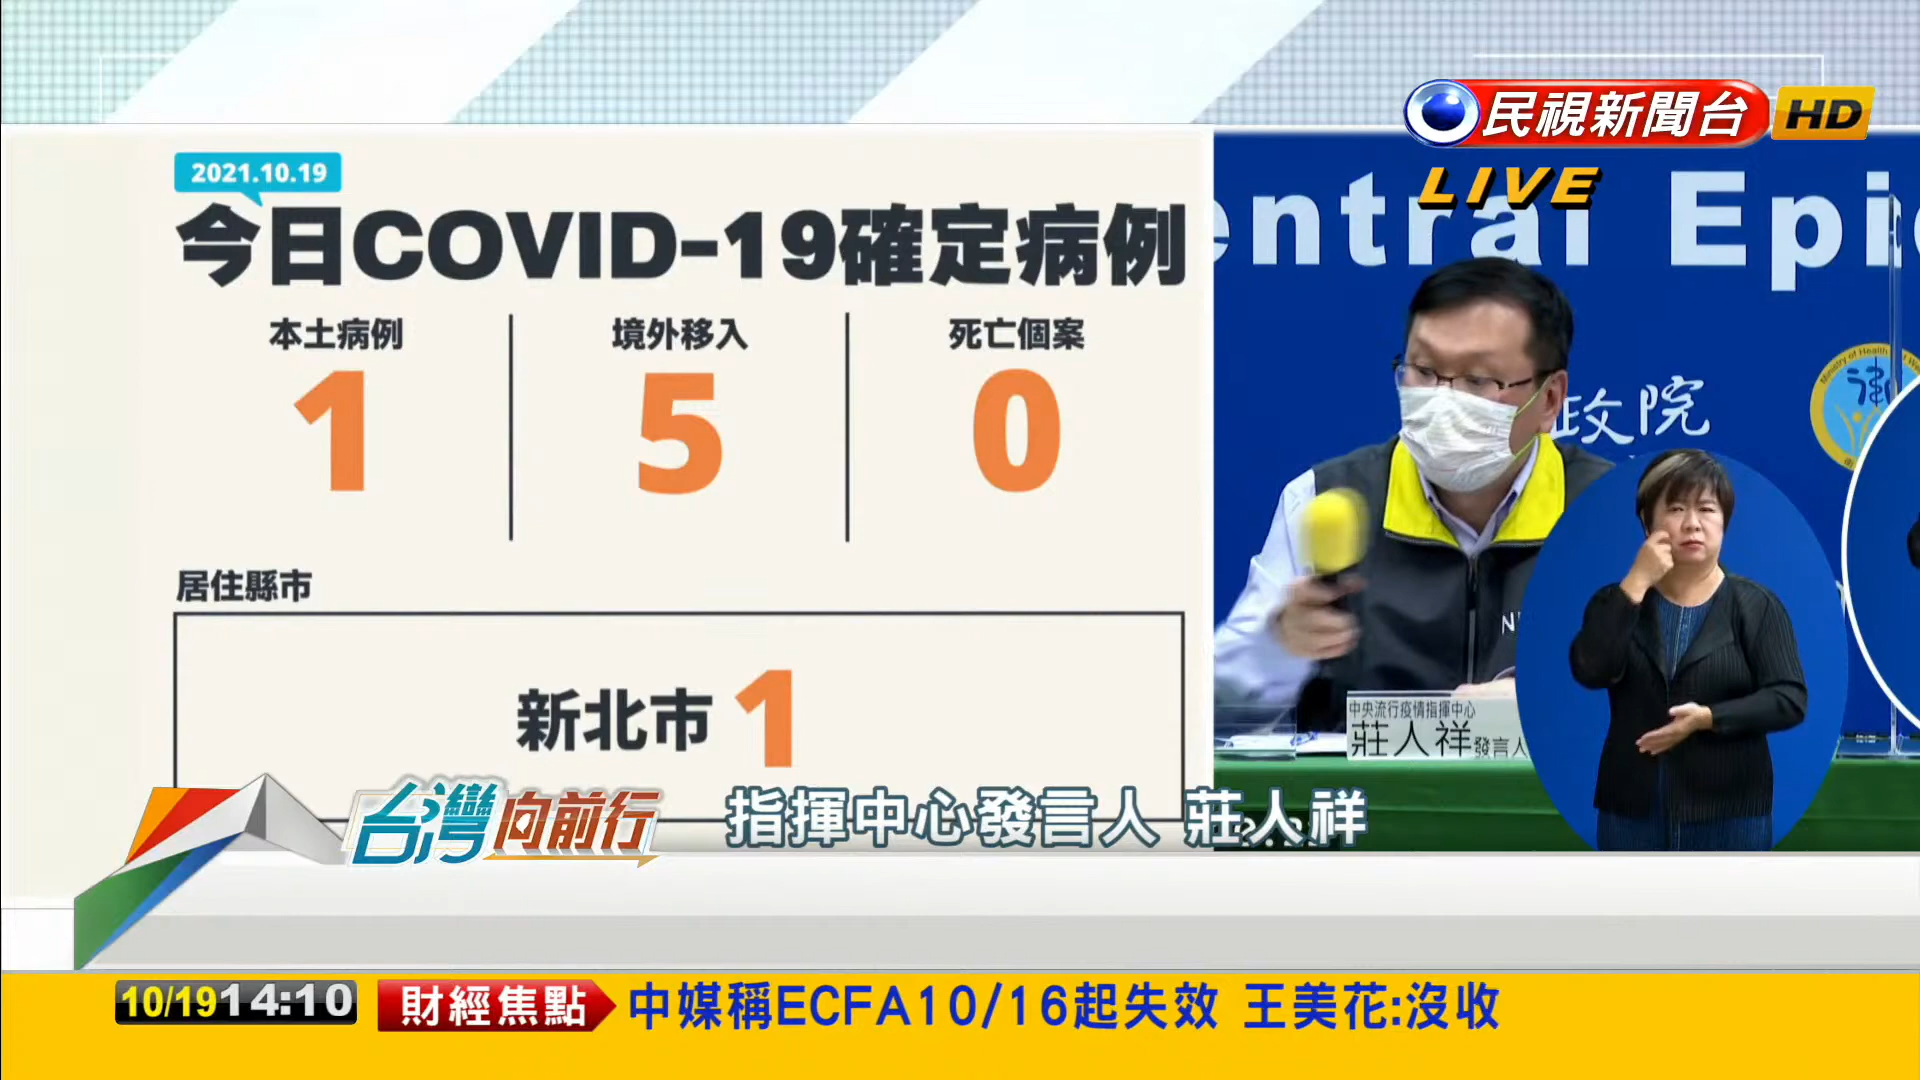 民視新聞台 HD
LIVE
2021.10.19
今日COVID-19確定病例
本土病例 境外移入 死亡個案
1 5 0
居住縣市
新北市 1
entral Epi
政院
中央流行疫情指揮中心
莊人祥 發言人
台灣向前行
指揮中心發言人 莊人祥
10/19 14:10 財經焦點 中媒稱ECFA10/16起失效 王美花:沒收